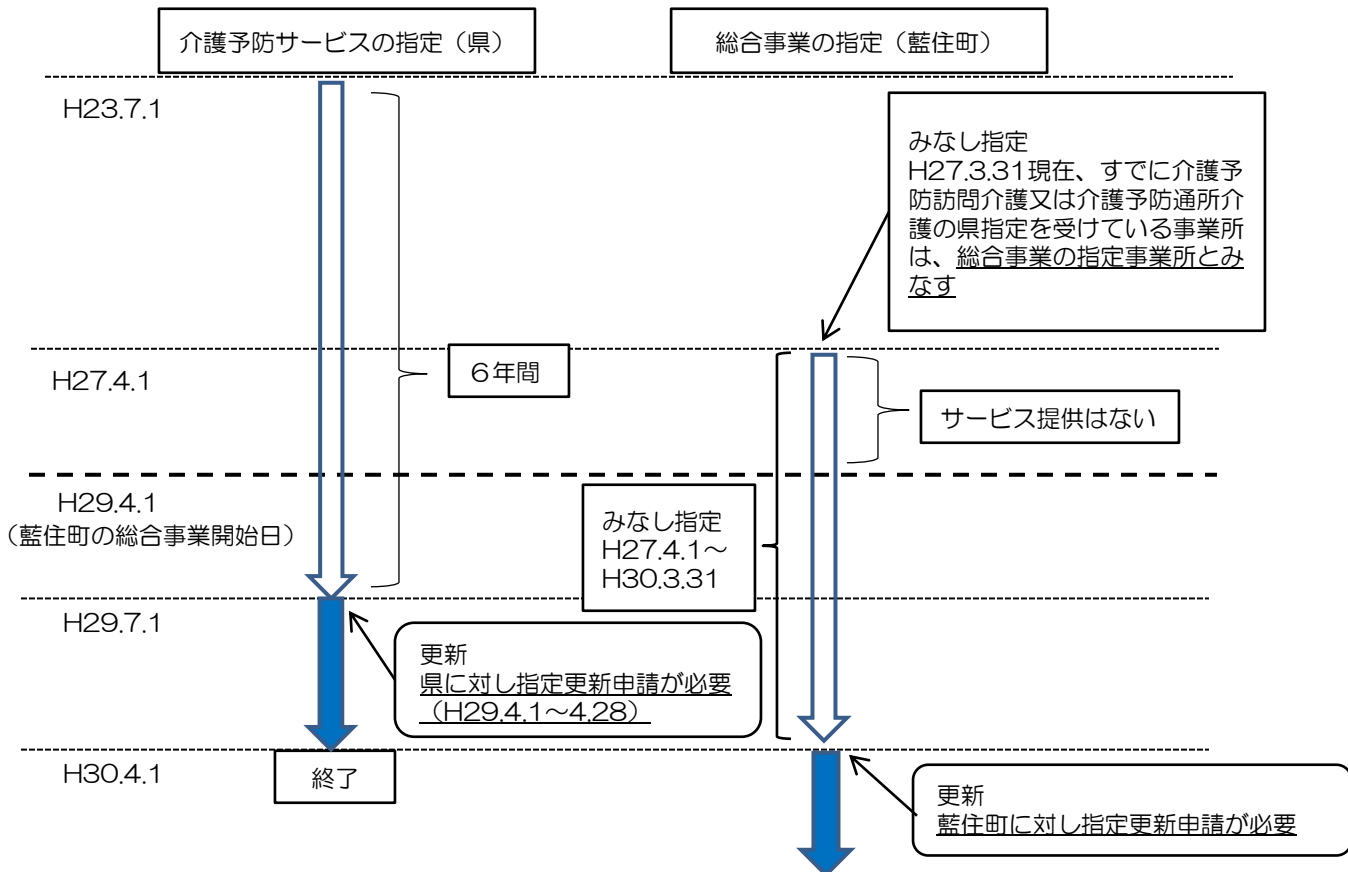 介護予防サービスの指定（県）
総合事業の指定（藍住町）
H23.7.1
みなし指定
H27.3.31現在、すでに介護予
防訪問介護又は介護予防通所介
護の県指定を受けている事業所
は、総合事業の指定事業所とみ
なす
H27.4.1
６年間
サービス提供はない
H29.4.1
（藍住町の総合事業開始日）
みなし指定
H27.4.1～
H30.3.31
H29.7.1
更新
県に対し指定更新申請が必要
（H29.4.1～4.28）
H30.4.1
終了
更新
藍住町に対し指定更新申請が必要